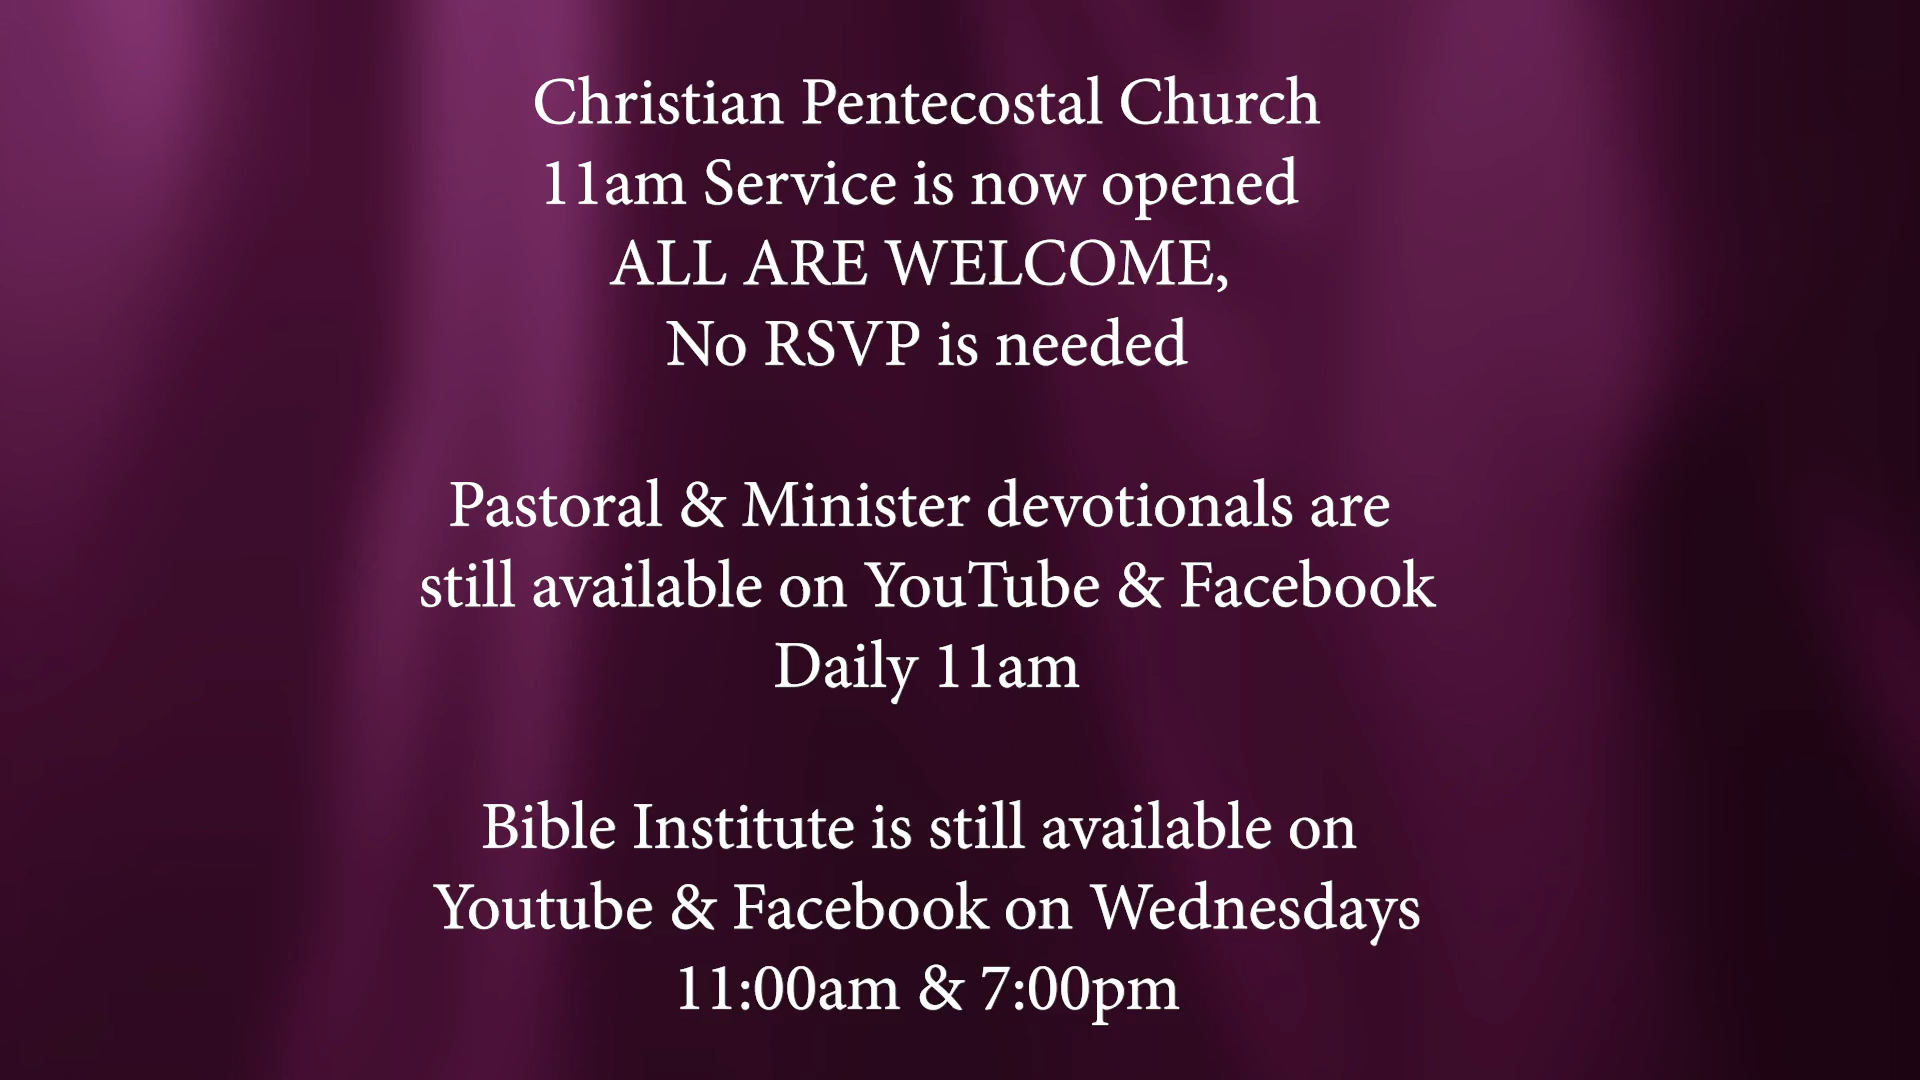 Christian Pentecostal Church
11am Service is now opened
ALL ARE WELCOME,
No RSVP is needed
Pastoral & Minister devotionals are
still available on YouTube & Facebook
Daily 11am
Bible Institute is still available on
Youtube & Facebook on Wednesdays
11:00am & 7:00pm